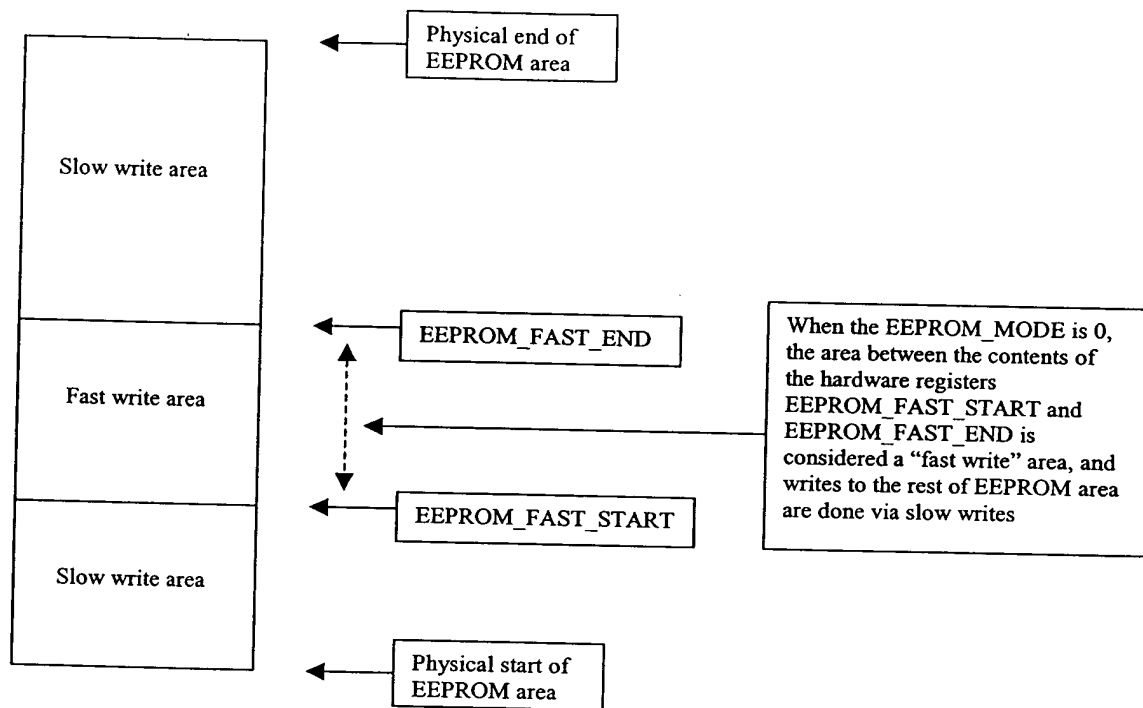 Physical end of
EEPROM area
Slow write area
EEPROM_FAST_END
When the EEPROM_MODE is 0,
the area between the contents of
the hardware registers
EEPROM_FAST_START and
EEPROM_FAST_END is
considered a “fast write” area, and
writes to the rest of EEPROM area
are done via slow writes
Fast write area
EEPROM_FAST_START
Slow write area
Physical start of
EEPROM area